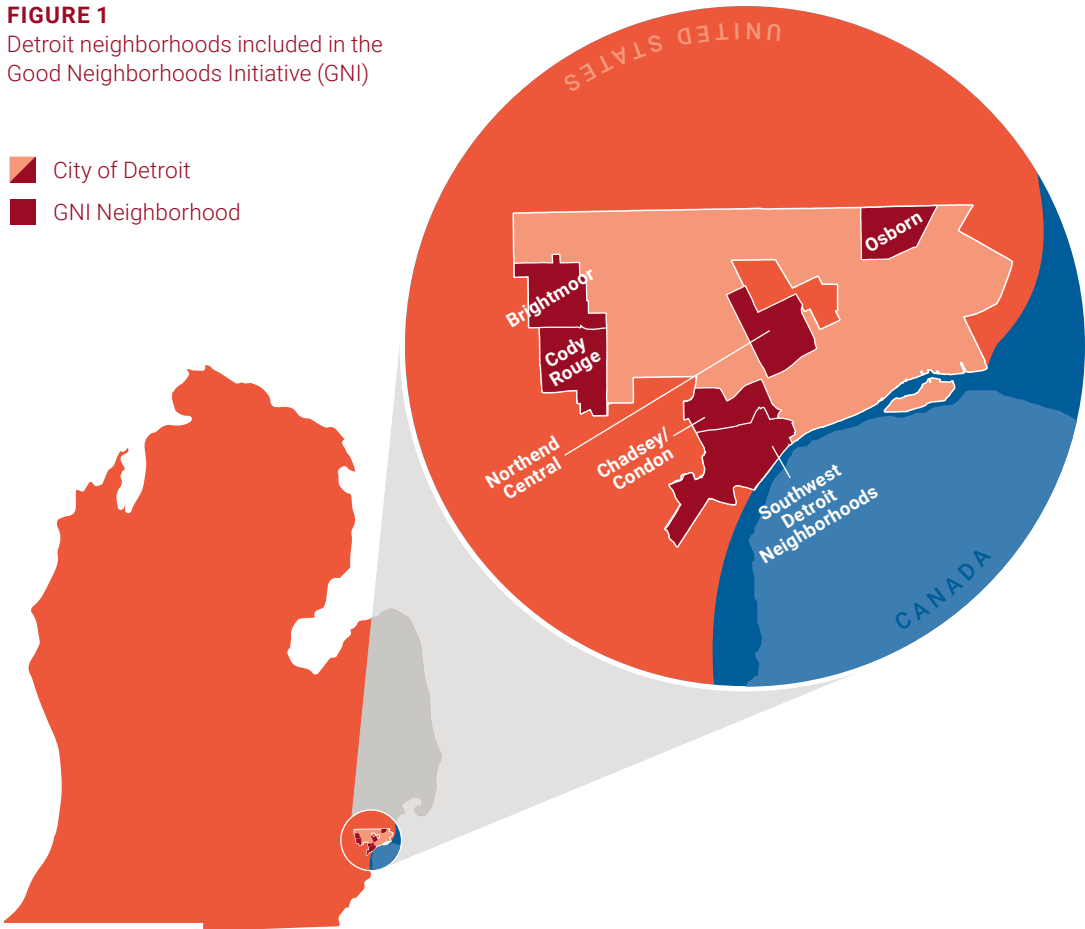 FIGURE 1
Detroit neighborhoods included in the
Good Neighborhoods Initiative (GNI)
City of Detroit
GNI Neighborhood
UNITED STATES
Osborn
Brightmoor
Cody
Rouge
Northend
Central
Chadsey/
Condon
Southwest
Detroit
Neighborhoods
CANADA